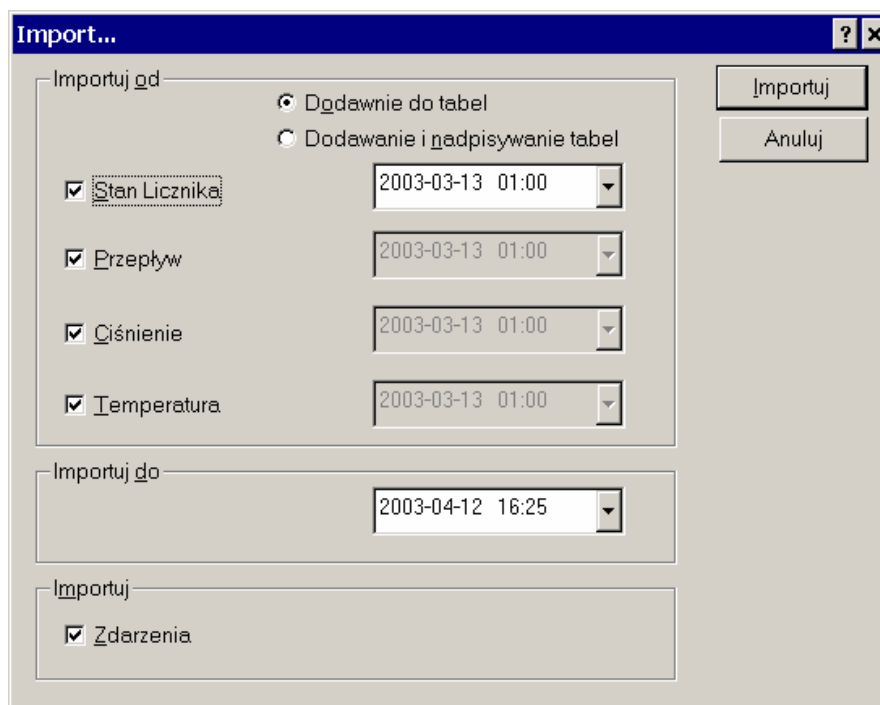 Import...
Importuj od
Dodawnie do tabel
Dodawanie i nadpisywanie tabel
Importuj
Anuluj
Stan Licznika
2003-03-13 01:00
Przepływ
2003-03-13 01:00
Ciśnienie
2003-03-13 01:00
Temperatura
2003-03-13 01:00
Importuj do
2003-04-12 16:25
Importuj
Zdarzenia